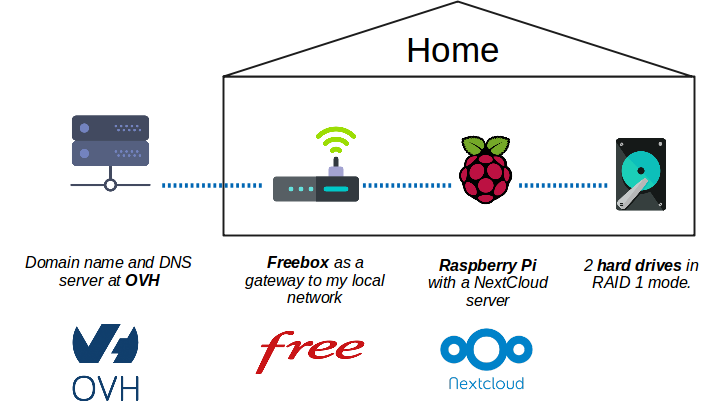 Home
Domain name and DNS
server at OVH
Freebox as a
gateway to my local
network
Raspberry Pi
with a NextCloud
server
2 hard drives in
RAID 1 mode.
OVH
free
Nextcloud